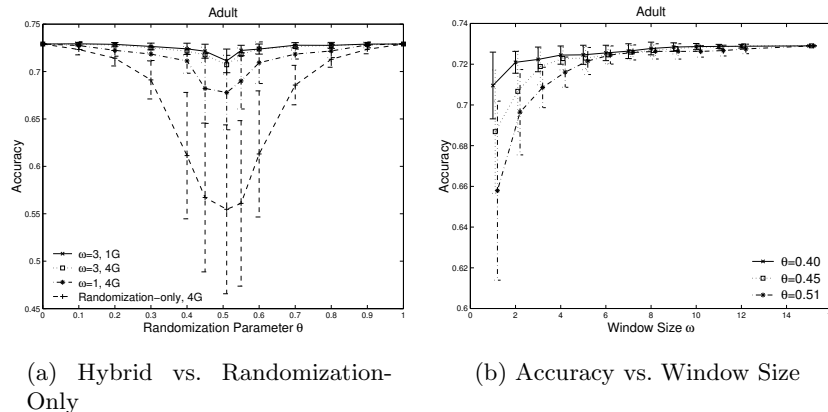 Adult
0.75
0.7
0.65
0.6
0.55
0.5
0.45
Accuracy
ω=3, 1G
ω=3, 4G
ω=1, 4G
Randomization−only, 4G
0 0.1 0.2 0.3 0.4 0.5 0.6 0.7 0.8 0.9 1
Randomization Parameter θ
(a) Hybrid vs. Randomization-
Only
Adult
0.74
0.72
0.7
0.68
0.66
0.64
0.62
0.6
Accuracy
θ=0.40
θ=0.45
θ=0.51
0 2 4 6 8 10 12 14
Window Size ω
(b) Accuracy vs. Window Size